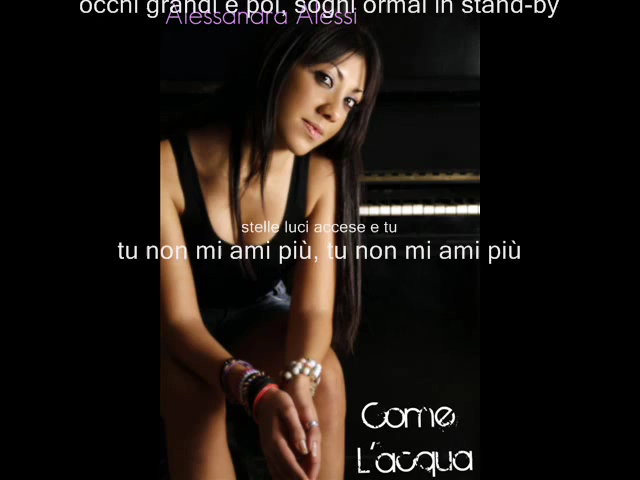 occhi grandi e poi, sogni ormai in stand-by
Alessandra Alessi
stelle luci accese e tu
tu non mi ami più, tu non mi ami più
Come
L'acqua